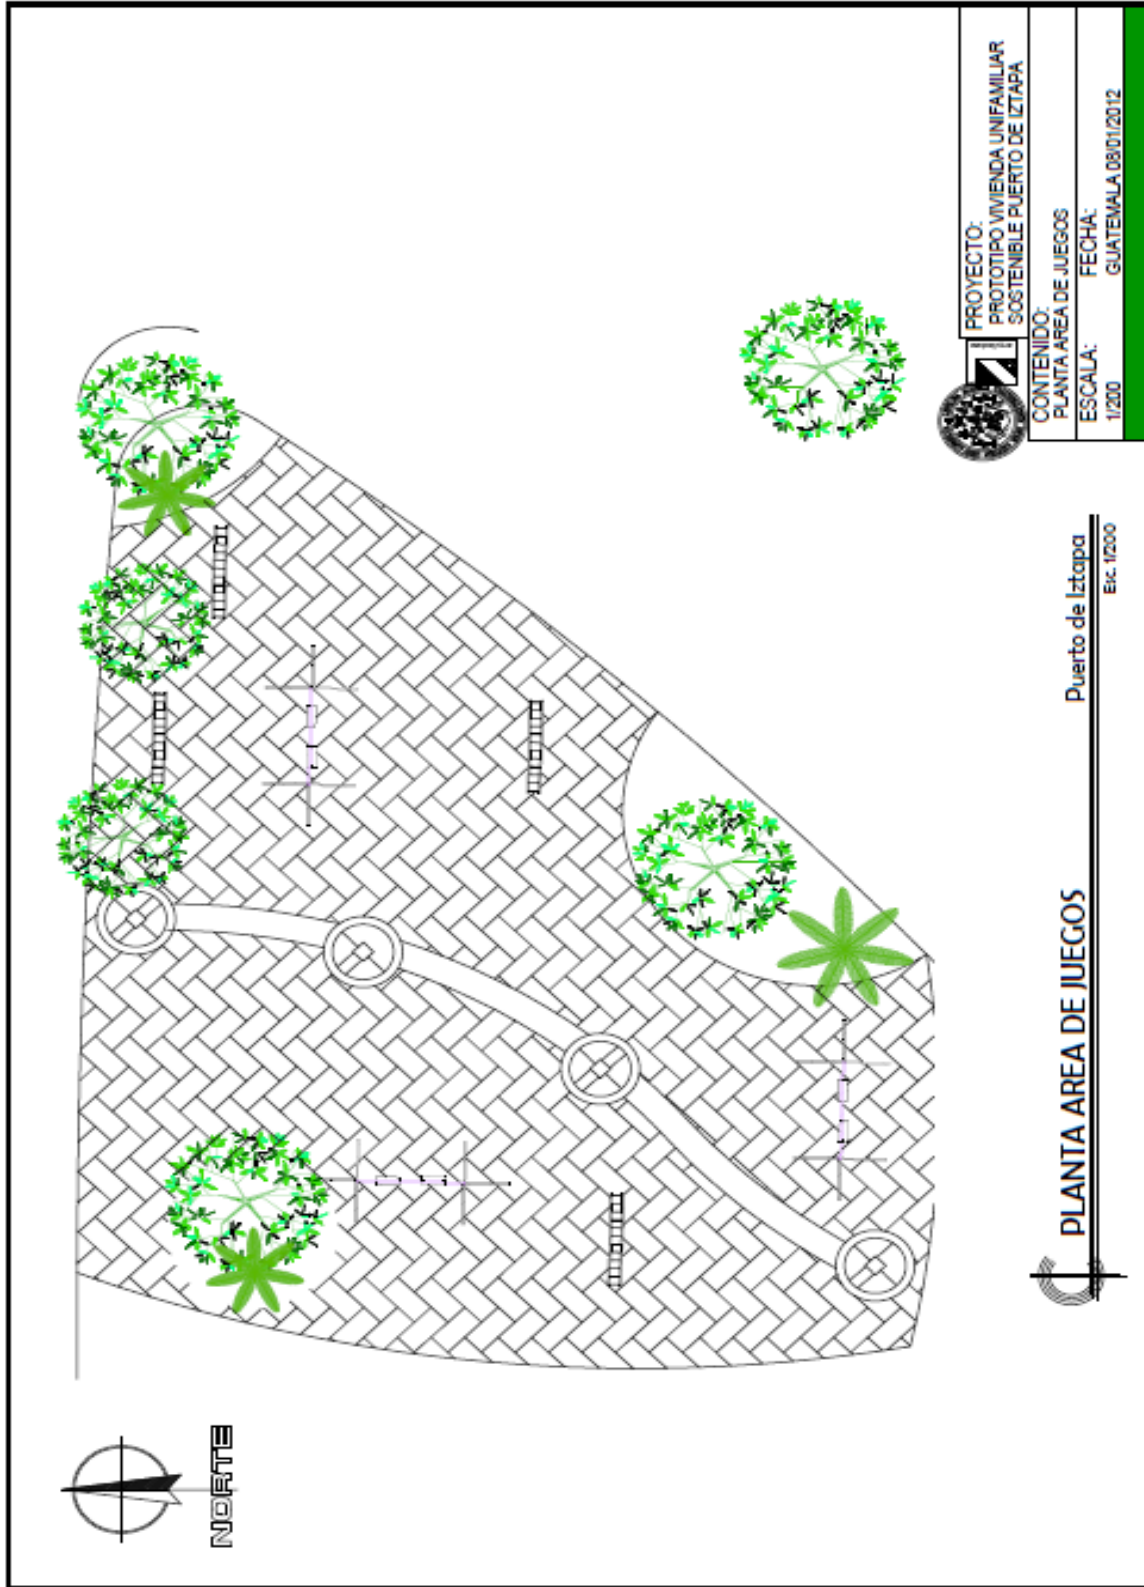 NORTE
PLANTA AREA DE JUEGOS
Puerto de Iztapa
Esc. 1/200
PROYECTO:
PROTOTIPO VIVIENDA UNIFAMILIAR
SOSTENIBLE PUERTO DE IZTAPA
CONTENIDO:
PLANTA AREA DE JUEGOS
ESCALA: FECHA:
1/200 GUATEMALA 08/01/2012